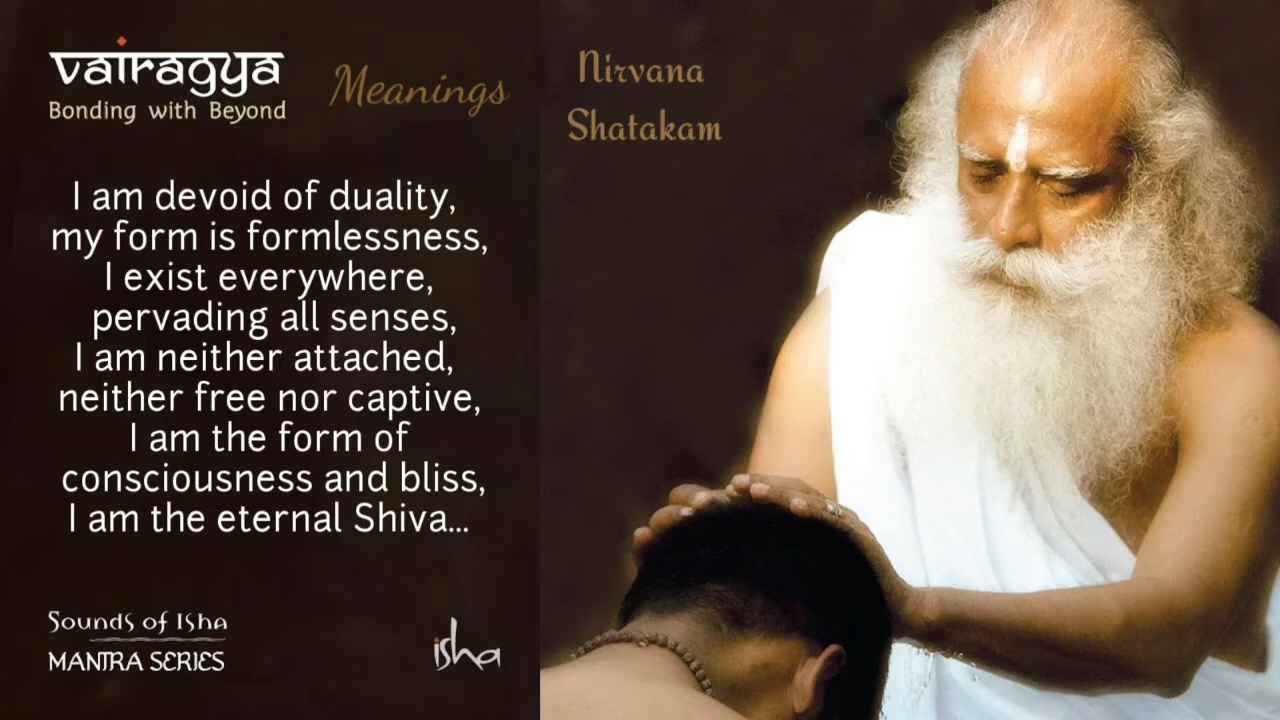 vairagya
Bonding with Beyond
Meanings
Nirvana
Shatakam
I am devoid of duality,
my form is formlessness,
I exist everywhere,
pervading all senses,
I am neither attached,
neither free nor captive,
I am the form of
consciousness and bliss,
I am the eternal Shiva...
Sounds of Isha
MANTRA SERIES
isha